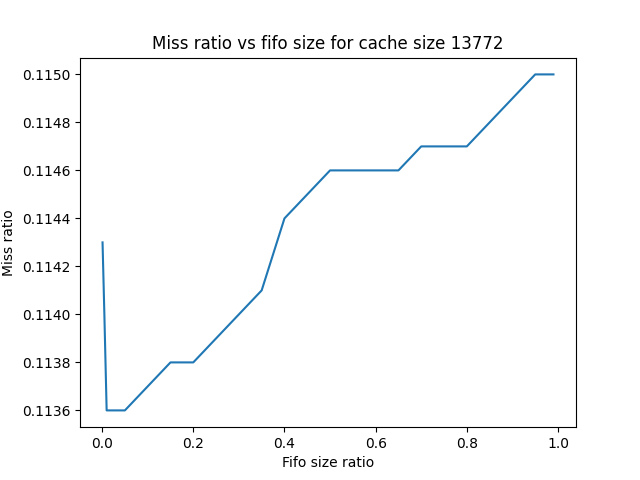 Miss ratio vs fifo size for cache size 13772
0.1150
0.1148
0.1146
0.1144
0.1142
0.1140
0.1138
0.1136
Miss ratio
0.0 0.2 0.4 0.6 0.8 1.0
Fifo size ratio